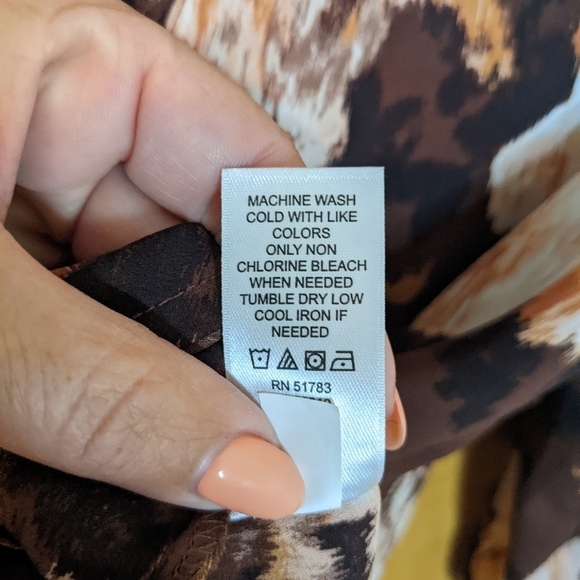 MACHINE WASH
COLD WITH LIKE
COLORS
ONLY NON
CHLORINE BLEACH
WHEN NEEDED
TUMBLE DRY LOW
COOL IRON IF
NEEDED
RN 51783